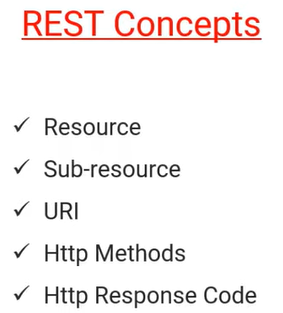 REST Concepts
✓ Resource
✓ Sub-resource
✓ URI
✓ Http Methods
✓ Http Response Code